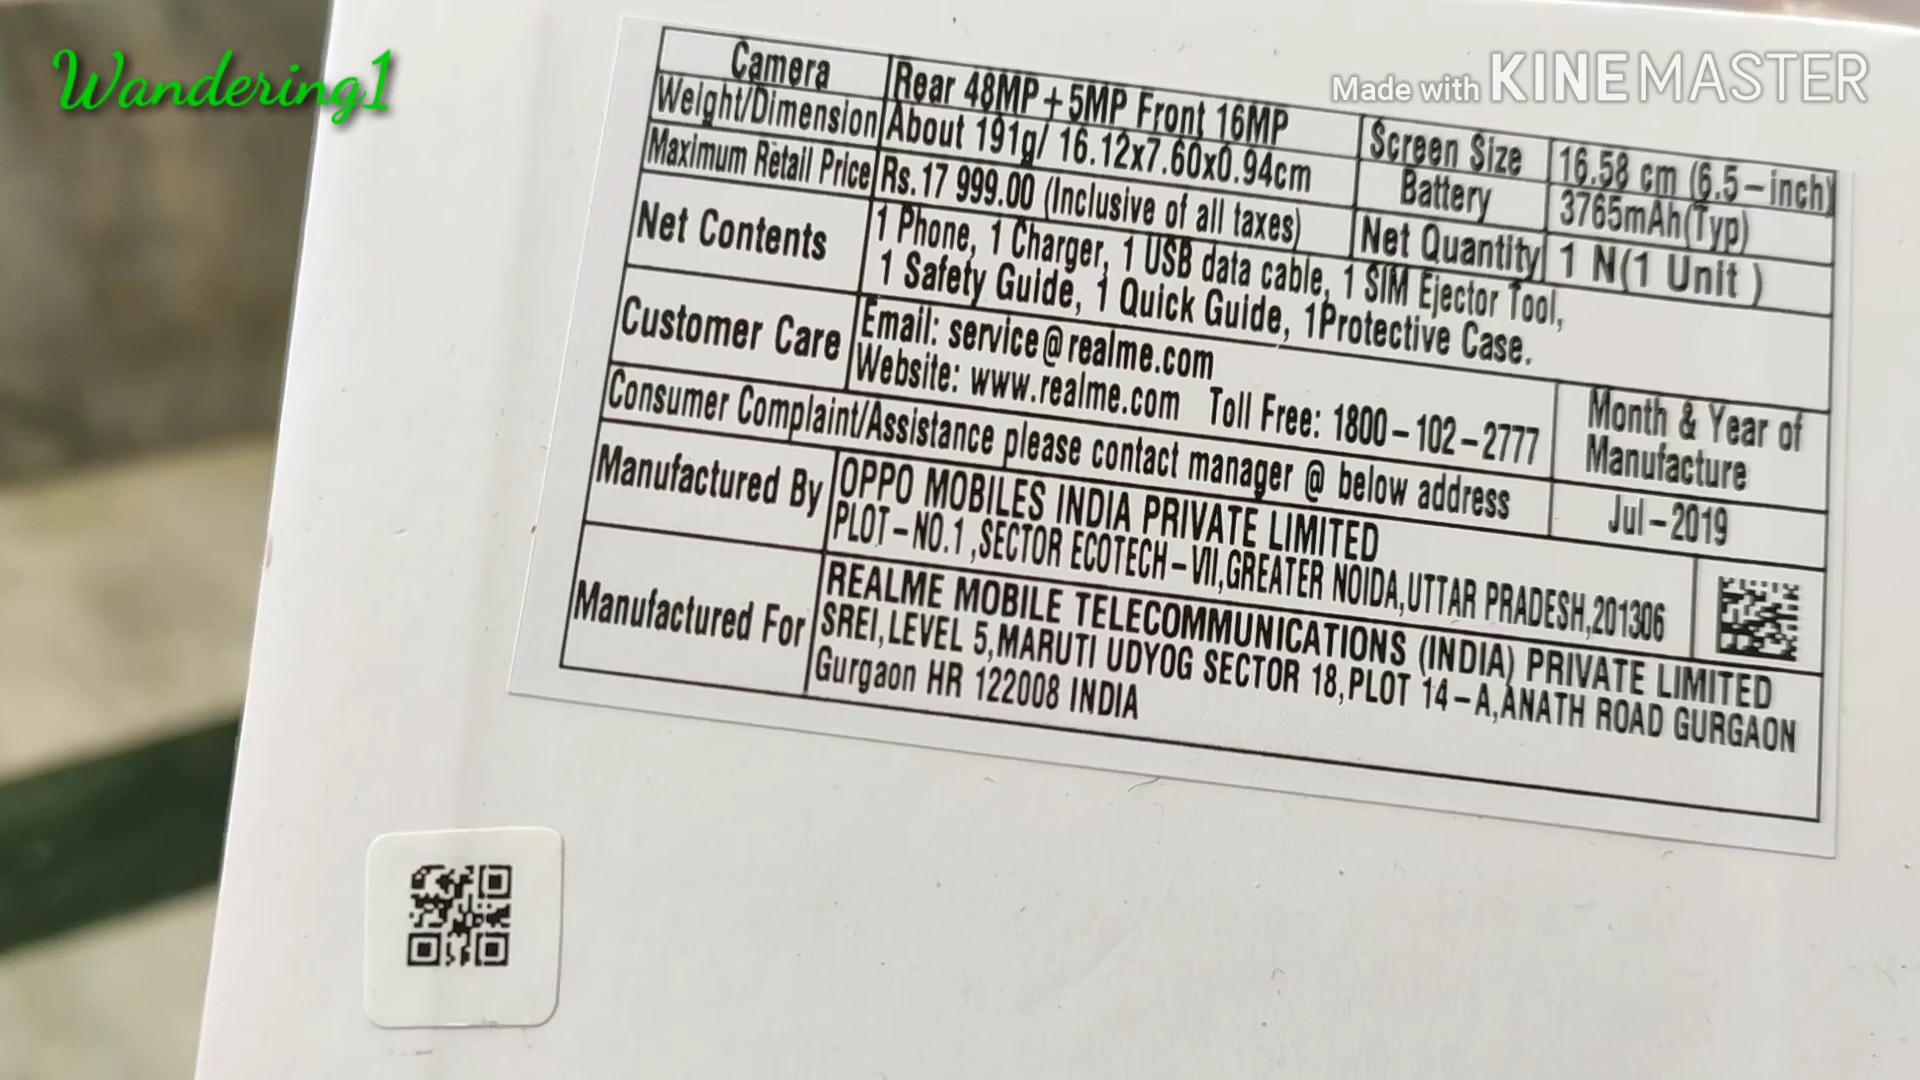 Wandering1
Made with KINEMASTER
Camera Rear 48MP+5MP Front 16MP Screen Size 16.58 cm (6.5-inch)
Weight/Dimension About 191g/ 16.12x7.60x0.94cm Battery 3765mAh(Typ)
Maximum Retail Price Rs.17 999.00 (Inclusive of all taxes) Net Quantity 1 N(1 Unit )
Net Contents 1 Phone, 1 Charger, 1 USB data cable, 1 SIM Ejector Tool,
1 Safety Guide, 1 Quick Guide, 1Protective Case.
Customer Care Email: service@realme.com
Website: www.realme.com Toll Free: 1800-102-2777
Month & Year of
Manufacture
Consumer Complaint/Assistance please contact manager @ below address
Jul-2019
Manufactured By OPPO MOBILES INDIA PRIVATE LIMITED
PLOT-NO.1,SECTOR ECOTECH-VII,GREATER NOIDA,UTTAR PRADESH,201306
Manufactured For REALME MOBILE TELECOMMUNICATIONS (INDIA) PRIVATE LIMITED
SREI,LEVEL 5,MARUTI UDYOG SECTOR 18,PLOT 14-A,ANATH ROAD GURGAON
Gurgaon HR 122008 INDIA